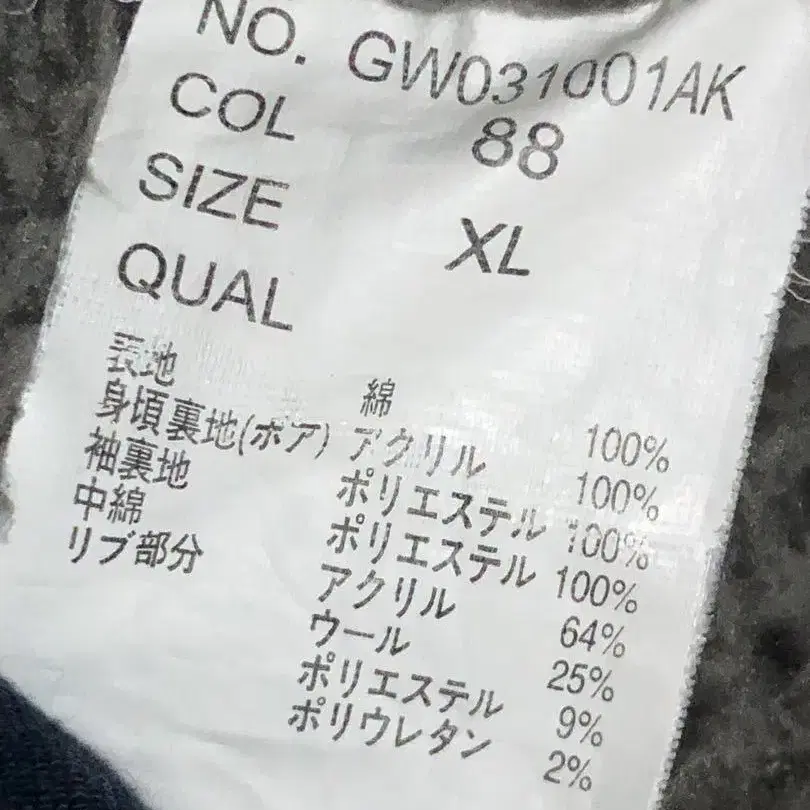 NO. GW031001AK
COL 88
SIZE XL
QUAL
表地 綿 100%
身頃裏地(ボア) アクリル 100%
袖裏地 ポリエステル 100%
中綿 ポリエステル 100%
リブ部分 アクリル 64%
ウール 25%
ポリエステル 9%
ポリウレタン 2%